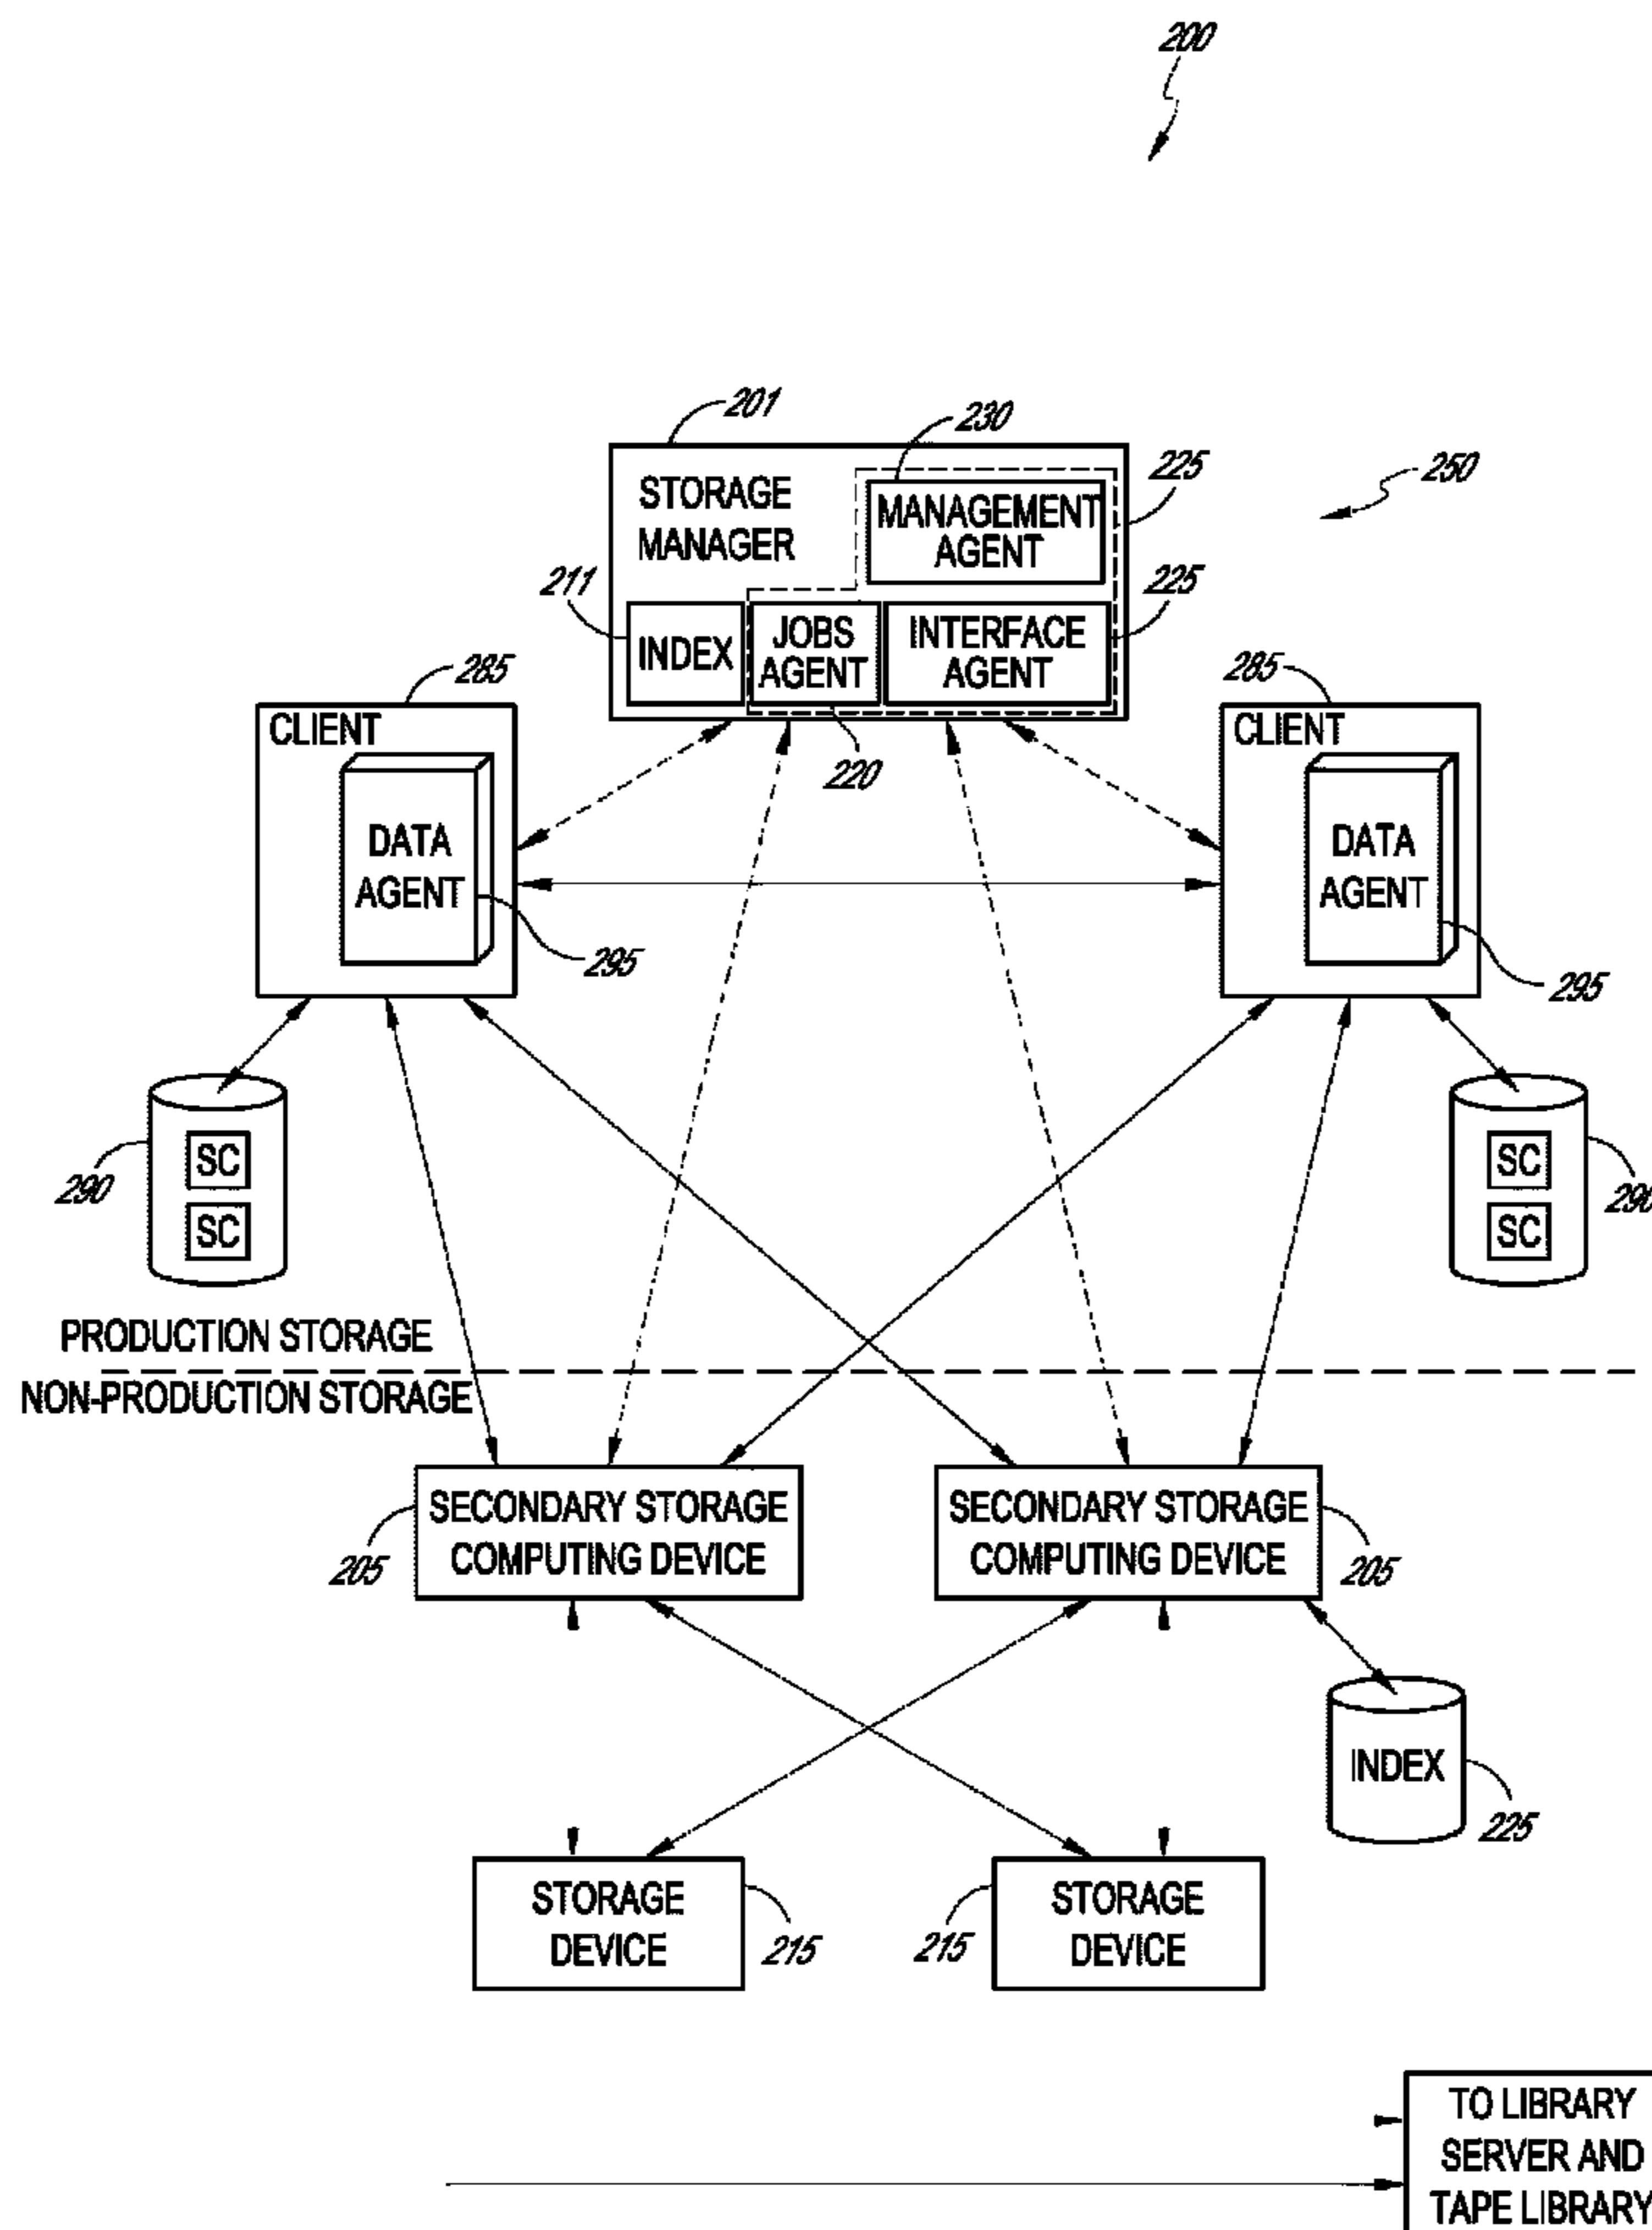 200
201
230
225
250
STORAGE
MANAGER
MANAGEMENT
AGENT
211
225
INDEX
JOBS
AGENT
INTERFACE
AGENT
285
285
CLIENT
CLIENT
220
DATA
AGENT
DATA
AGENT
295
295
SC
SC
290
SC
SC
290
PRODUCTION STORAGE
NON-PRODUCTION STORAGE
SECONDARY STORAGE
COMPUTING DEVICE
SECONDARY STORAGE
COMPUTING DEVICE
205
205
INDEX
225
STORAGE
DEVICE
STORAGE
DEVICE
215
215
TO LIBRARY
SERVER AND
TAPE LIBRARY